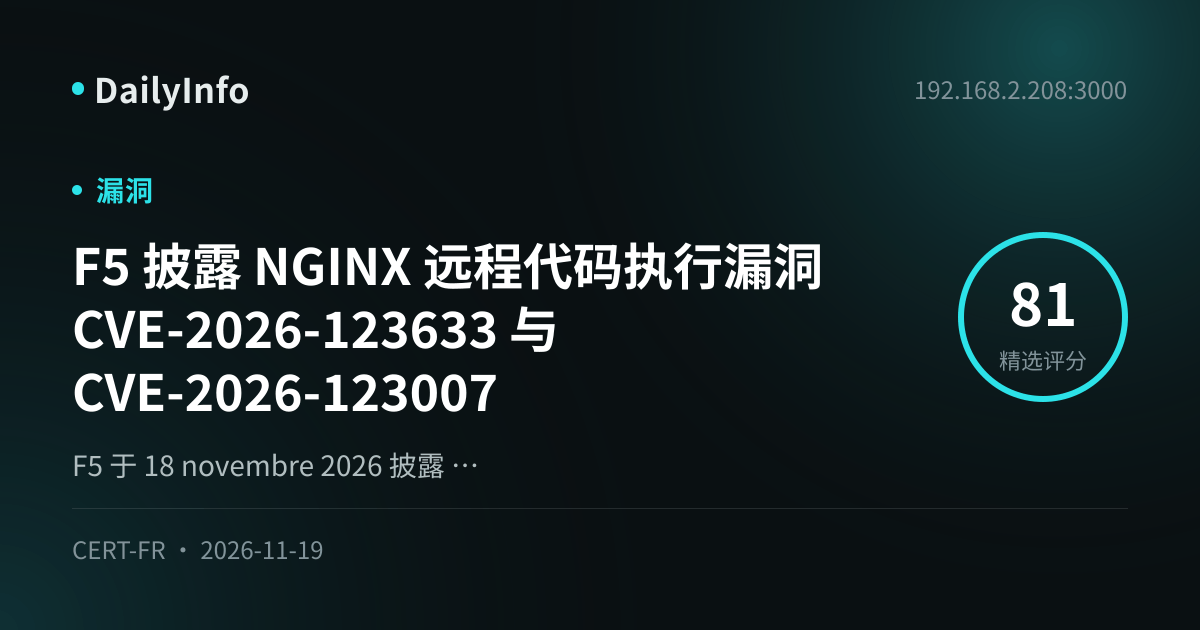 DailyInfo
192.168.2.208:3000
漏洞
F5 披露 NGINX 远程代码执行漏洞
CVE-2026-123633 与
CVE-2026-123007
81
精选评分
F5 于 18 novembre 2026 披露 …
CERT-FR · 2026-11-19